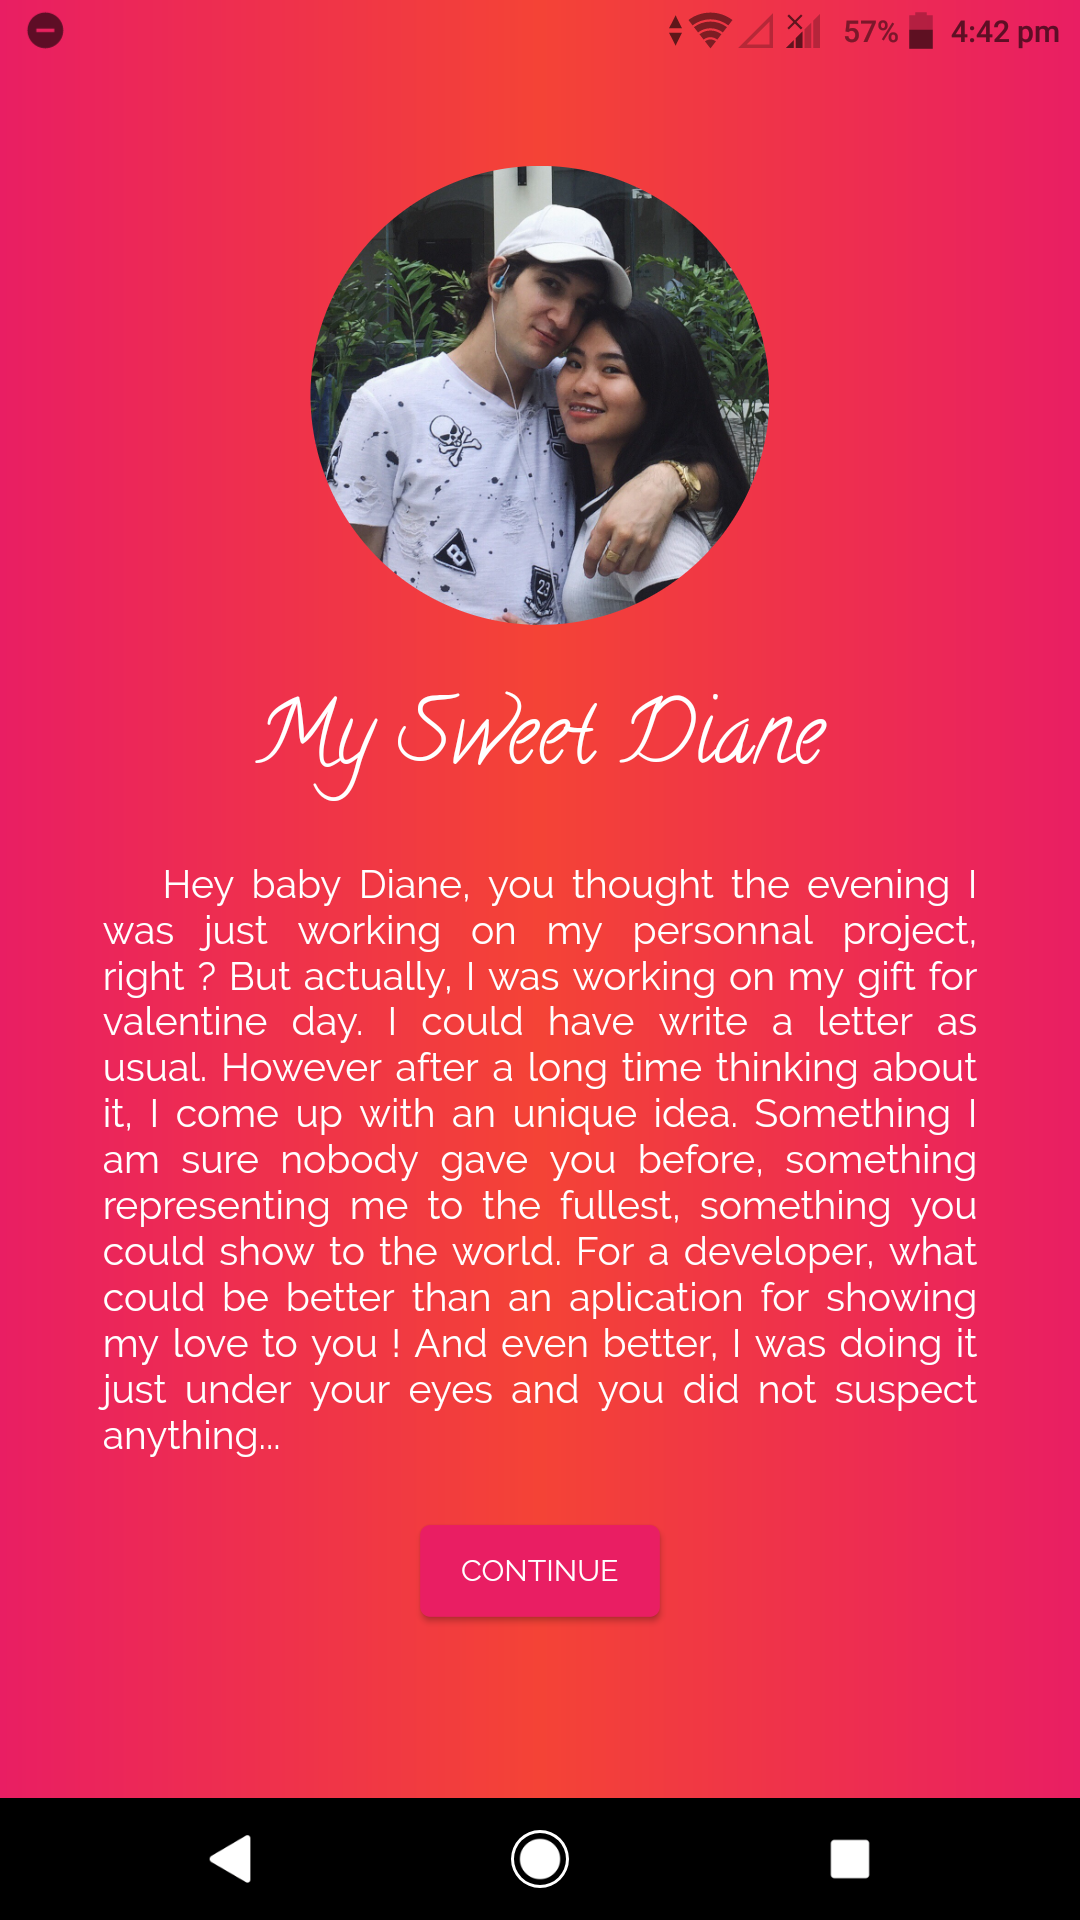 57% 4:42 pm
8
23
My Sweet Diane
Hey baby Diane, you thought the evening I
was just working on my personnal project,
right ? But actually, I was working on my gift for
valentine day. I could have write a letter as
usual. However after a long time thinking about
it, I come up with an unique idea. Something I
am sure nobody gave you before, something
representing me to the fullest, something you
could show to the world. For a developer, what
could be better than an aplication for showing
my love to you ! And even better, I was doing it
just under your eyes and you did not suspect
anything...
CONTINUE